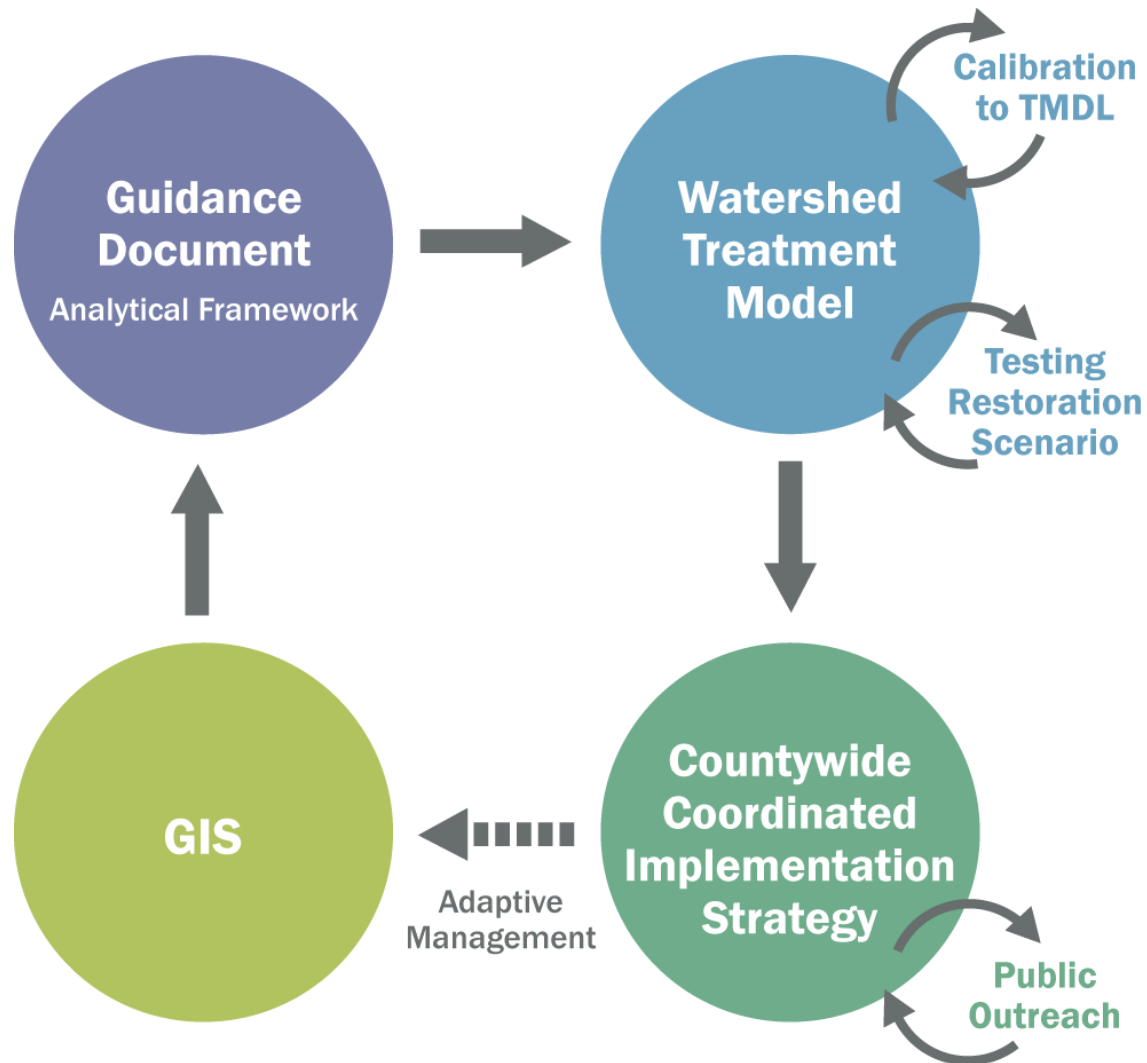 Guidance
Document
Analytical Framework
Watershed
Treatment
Model
Calibration
to TMDL
Testing
Restoration
Scenario
GIS
Adaptive
Management
Countywide
Coordinated
Implementation
Strategy
Public
Outreach